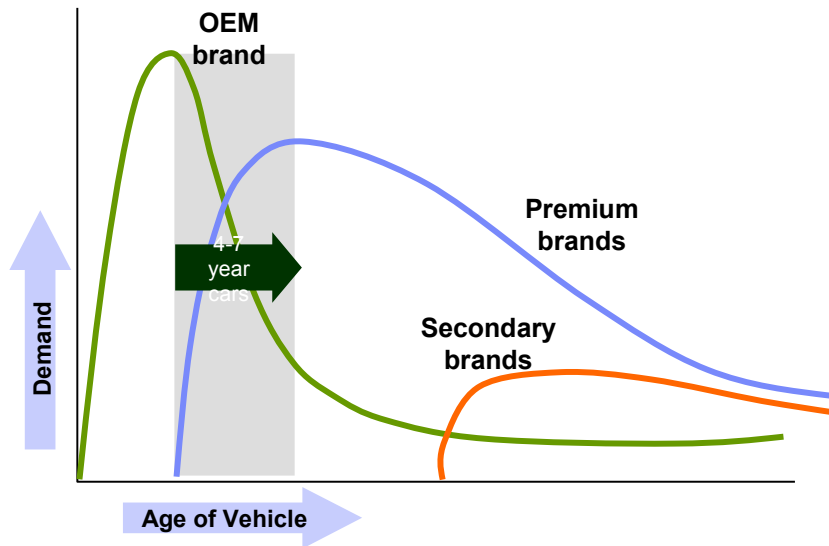 OEM
brand
Premium
brands
4-7
year
cars
Secondary
brands
Demand
Age of Vehicle